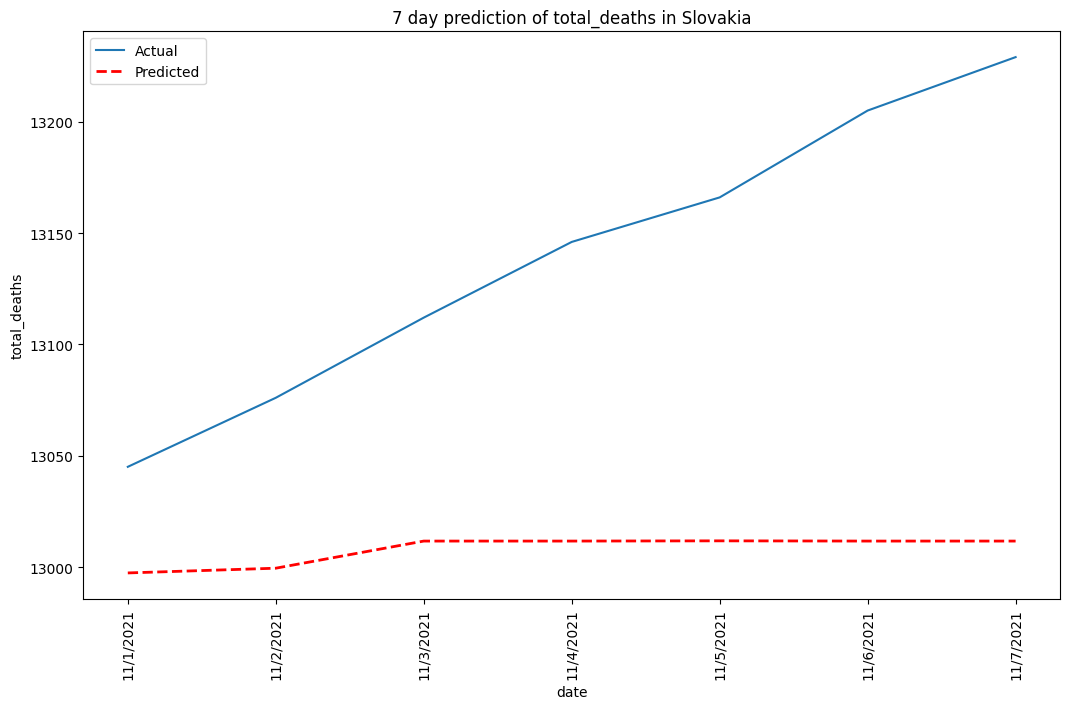 7 day prediction of total_deaths in Slovakia
Actual
Predicted
13200
13150
13100
13050
13000
total_deaths
11/1/2021
11/2/2021
11/3/2021
11/4/2021
11/5/2021
11/6/2021
11/7/2021
date